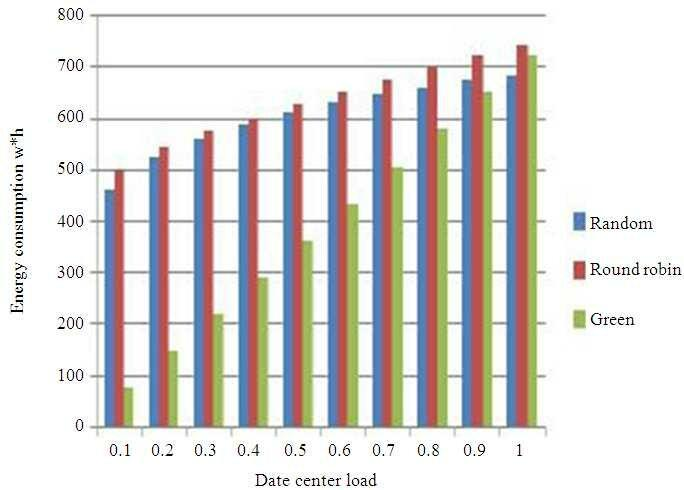 800
700
600
500
400
300
200
100
0
Energy consumption w*h
0.1 0.2 0.3 0.4 0.5 0.6 0.7 0.8 0.9 1
Date center load
Random
Round robin
Green